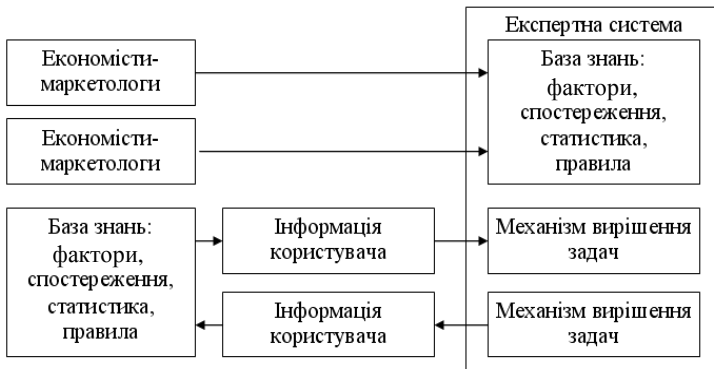 Експертна система
Економісти-
маркетологи
База знань:
фактори,
спостереження,
статистика,
правила
Економісти-
маркетологи
База знань:
фактори,
спостереження,
статистика,
правила
Інформація
користувача
Механізм вирішення
задач
Інформація
користувача
Механізм вирішення
задач